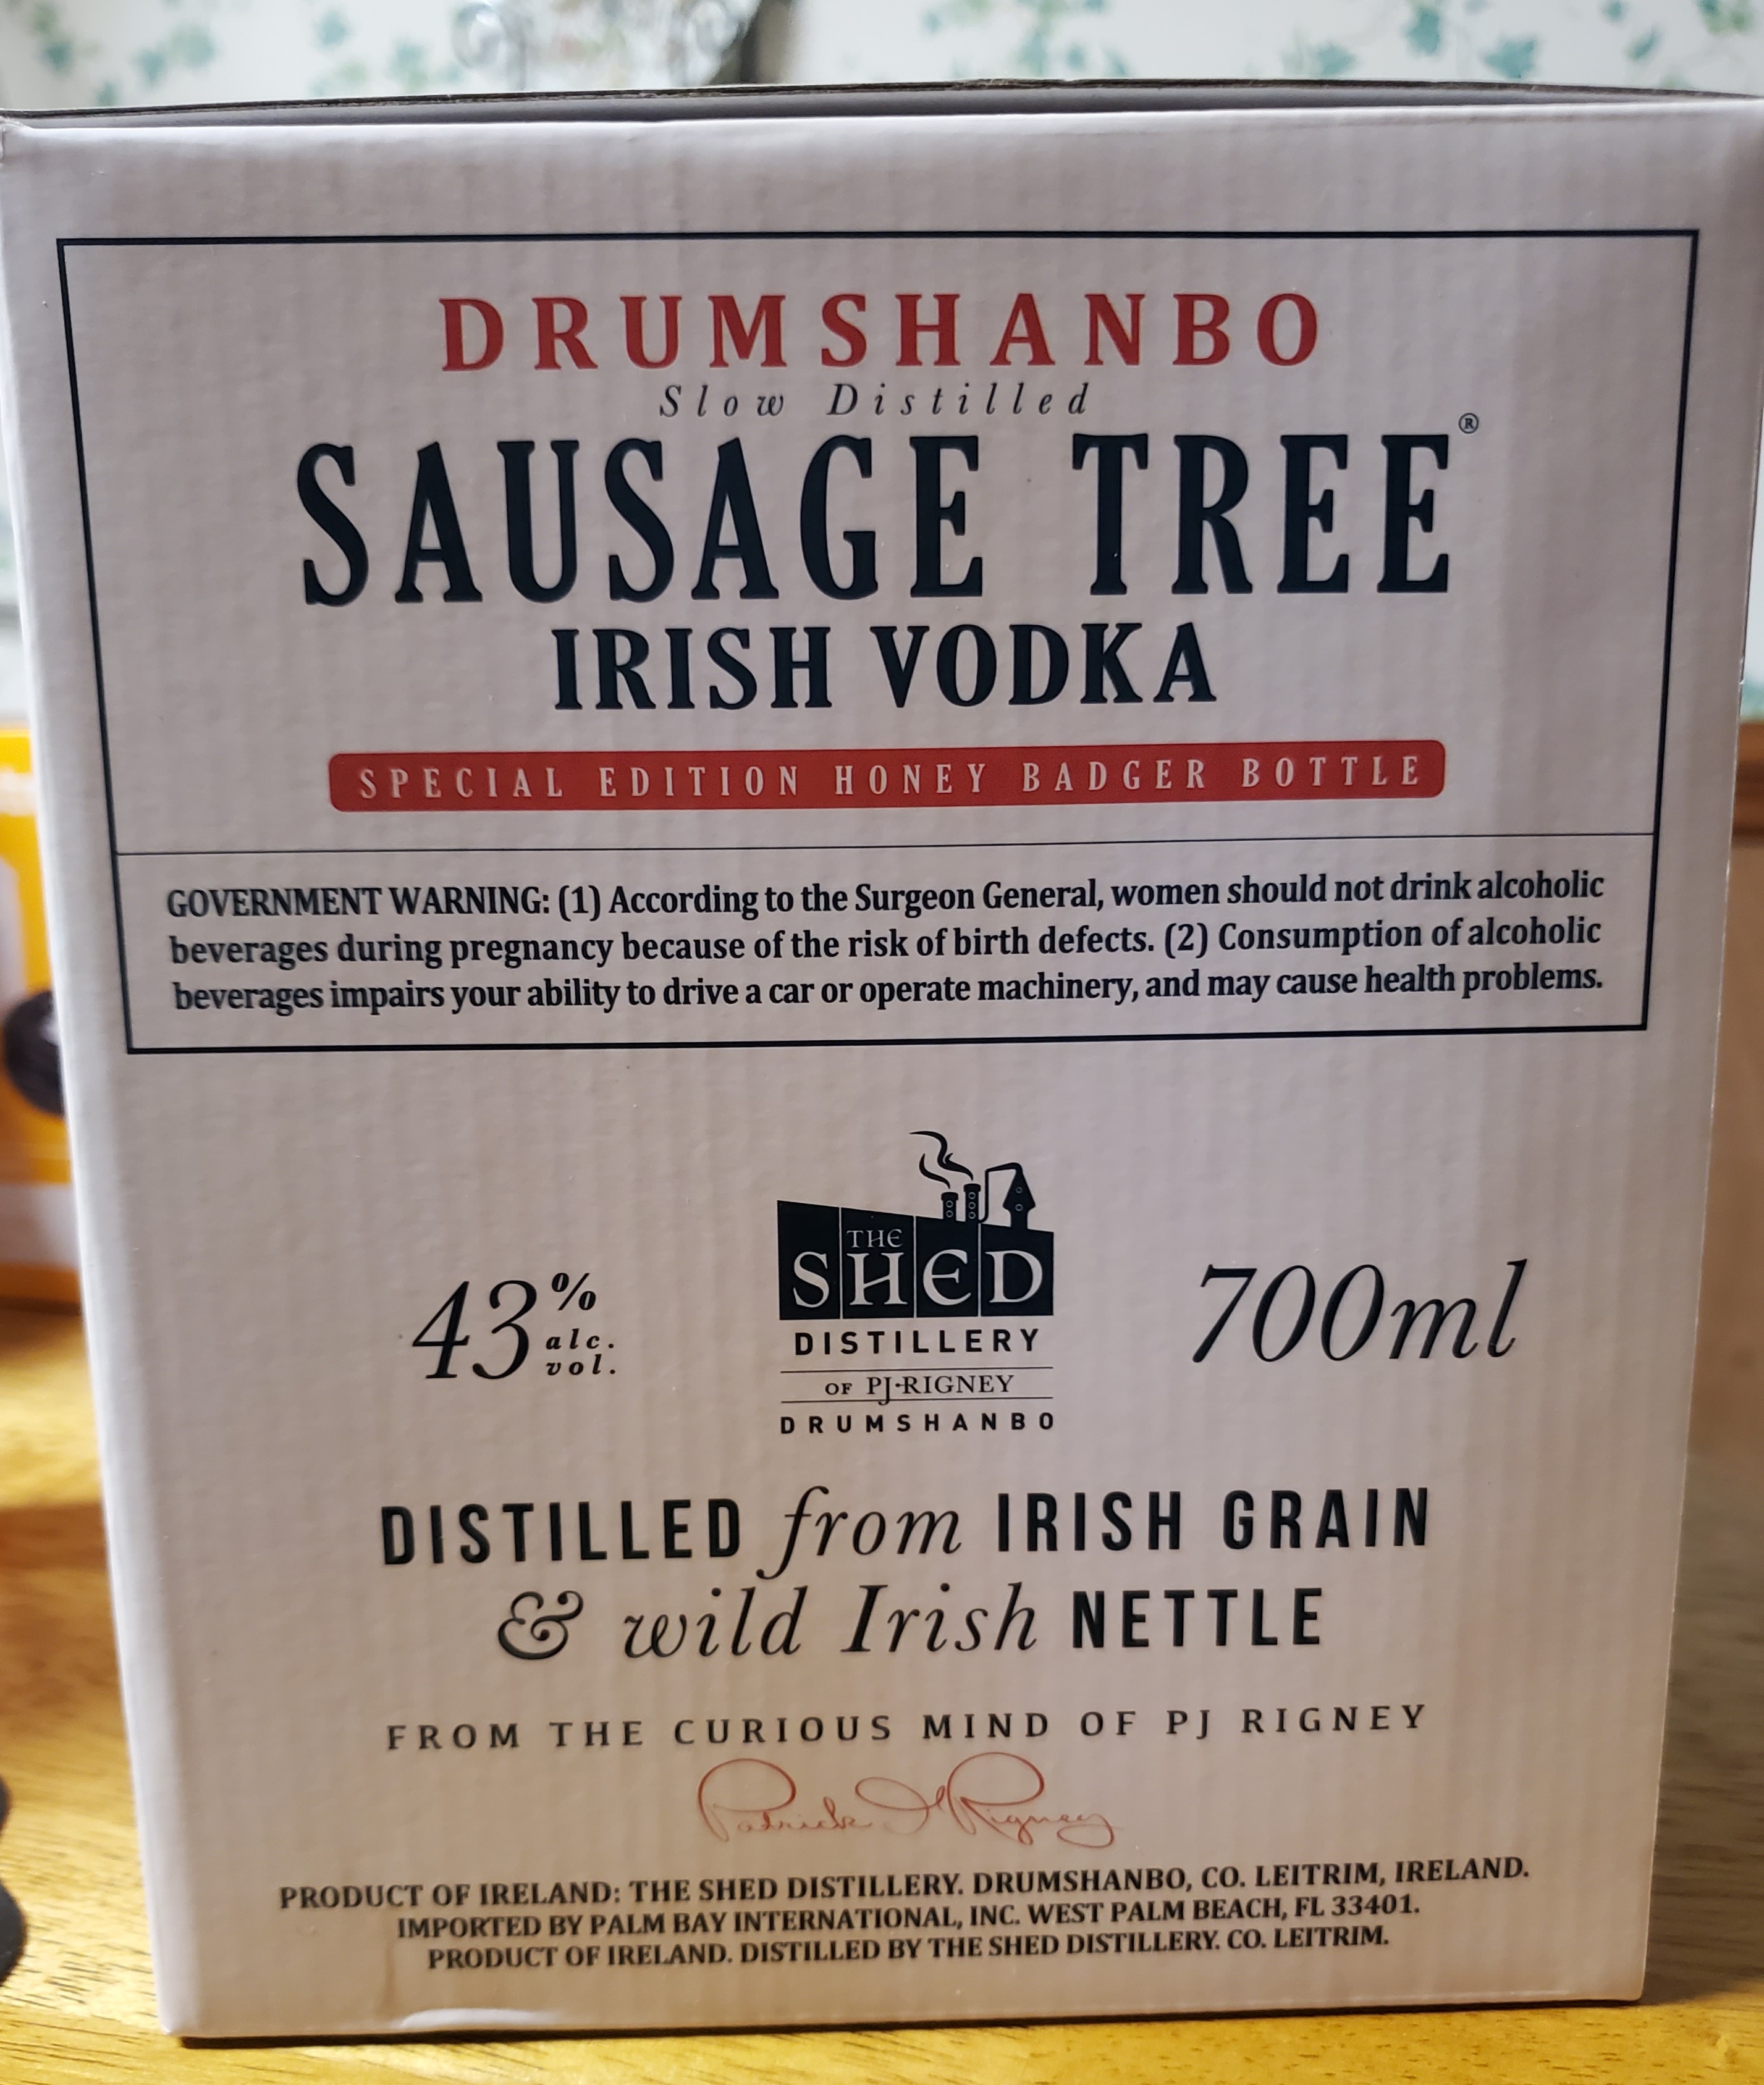 DRUMSHANBO
Slow Distilled
SAUSAGE TREE®
IRISH VODKA
SPECIAL EDITION HONEY BADGER BOTTLE
GOVERNMENT WARNING: (1) According to the Surgeon General, women should not drink alcoholic
beverages during pregnancy because of the risk of birth defects. (2) Consumption of alcoholic
beverages impairs your ability to drive a car or operate machinery, and may cause health problems.
43% alc. vol.
THE
SHED
DISTILLERY
OF PJ·RIGNEY
DRUMSHANBO
700ml
DISTILLED from IRISH GRAIN
& wild Irish NETTLE
FROM THE CURIOUS MIND OF PJ RIGNEY
Patrick J Rigney
PRODUCT OF IRELAND: THE SHED DISTILLERY. DRUMSHANBO, CO. LEITRIM, IRELAND.
IMPORTED BY PALM BAY INTERNATIONAL, INC. WEST PALM BEACH, FL 33401.
PRODUCT OF IRELAND. DISTILLED BY THE SHED DISTILLERY. CO. LEITRIM.